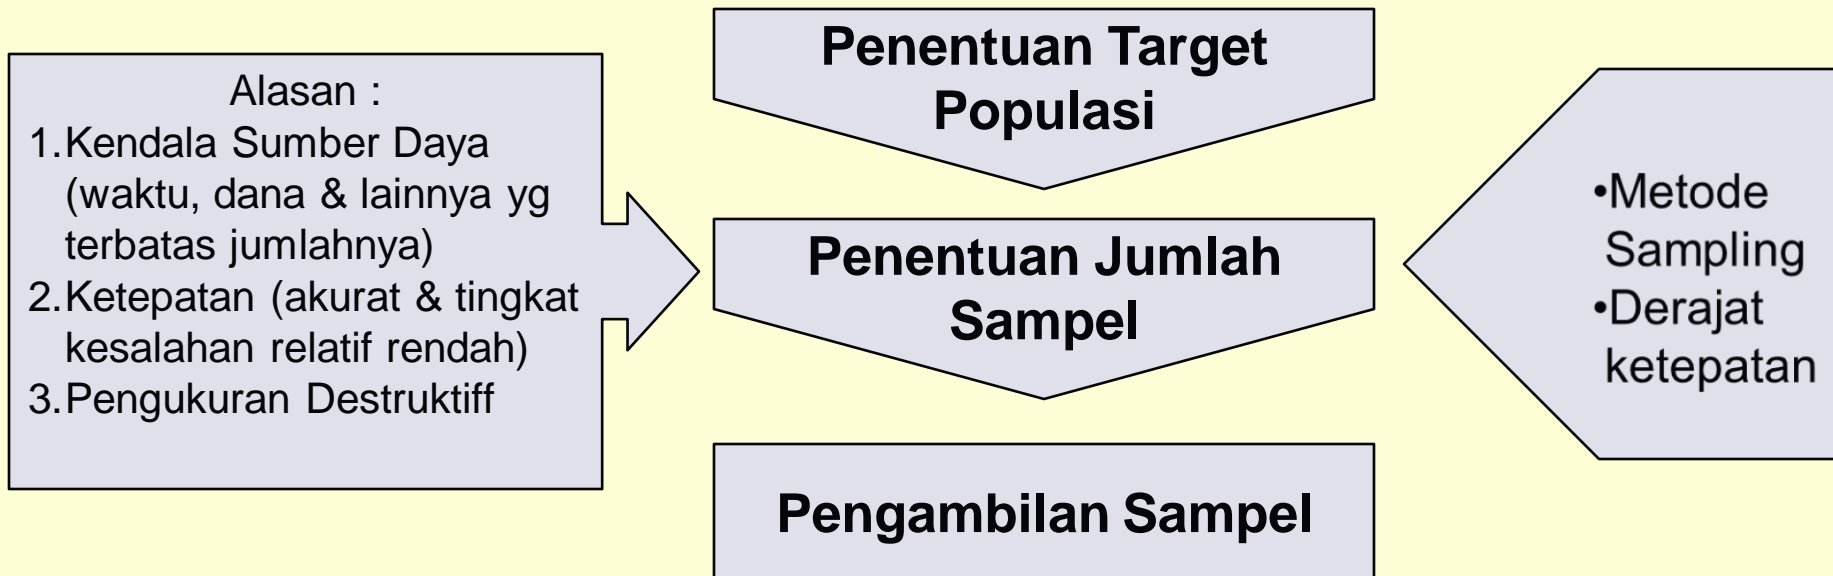 Alasan :
1.Kendala Sumber Daya
(waktu, dana & lainnya yg
terbatas jumlahnya)
2.Ketepatan (akurat & tingkat
kesalahan relatif rendah)
3.Pengukuran Destruktiff
Penentuan Target
Populasi
Penentuan Jumlah
Sampel
Pengambilan Sampel
•Metode
Sampling
•Derajat
ketepatan